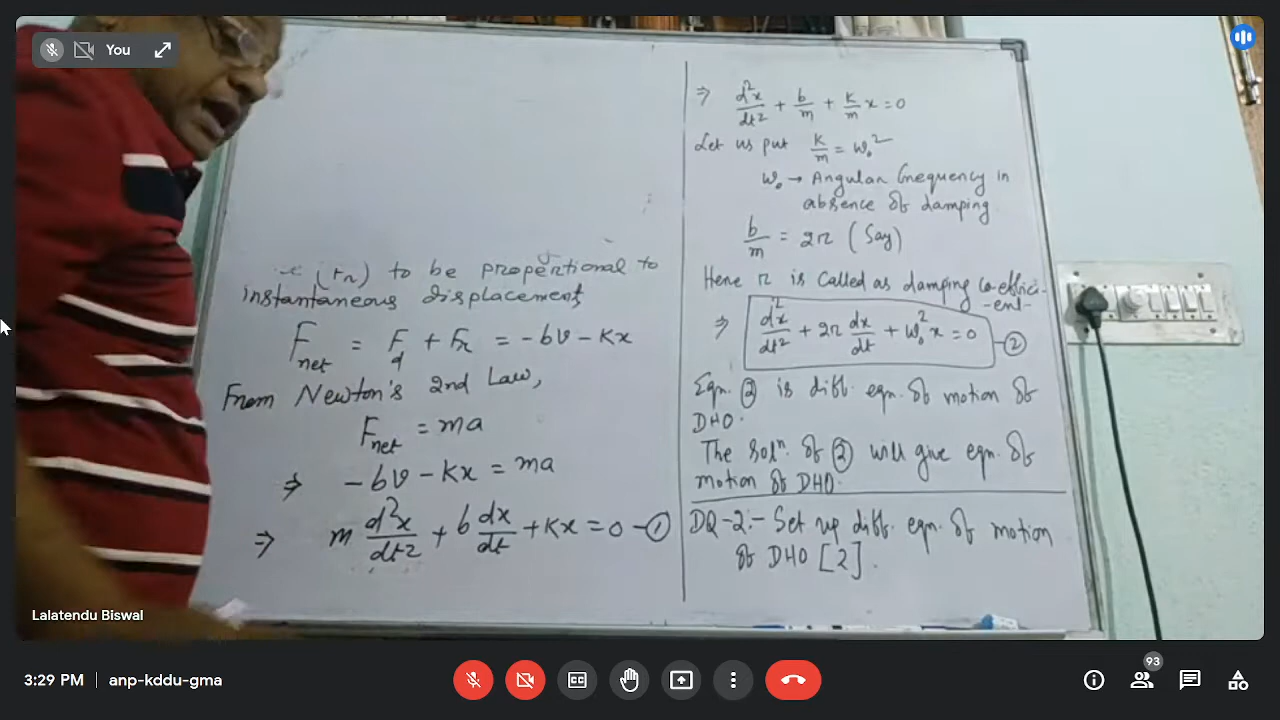 You
i.e (Fr) to be propertional to
instantaneous displacement
Fnet = Fd + Fr = -bv - kx
From Newton's 2nd Law,
Fnet = ma
⇒ -bv - kx = ma
⇒ m d²x/dt² + b dx/dt + kx = 0 - ①
⇒ d²x/dt² + b/m + k/m x = 0
Let us put k/m = ω₀²
ω₀ → Angular frequency in
absence of damping
b/m = 2r (Say)
Here r is called as damping co-effici-
-ent-
⇒ d²x/dt² + 2r dx/dt + ω₀² x = 0 - ②
Eqn. ② is diff. eqn. of motion of
DHO.
The solⁿ. of ② will give eqn. of
motion of DHO.
DQ-2:- Set up diff. eqn. of motion
of DHO [2].
Lalatendu Biswal
3:29 PM | anp-kddu-gma
93